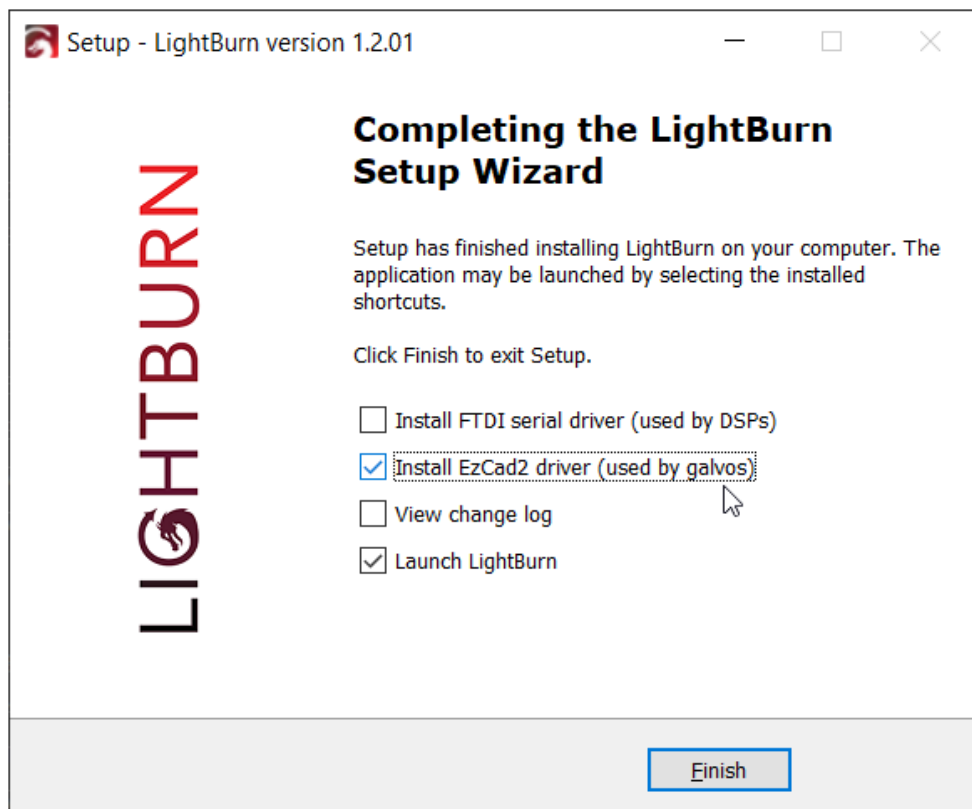 Setup - LightBurn version 1.2.01
LIGHTBURN
Completing the LightBurn
Setup Wizard
Setup has finished installing LightBurn on your computer. The
application may be launched by selecting the installed
shortcuts.
Click Finish to exit Setup.
Install FTDI serial driver (used by DSPs)
Install EzCad2 driver (used by galvos)
View change log
Launch LightBurn
Finish